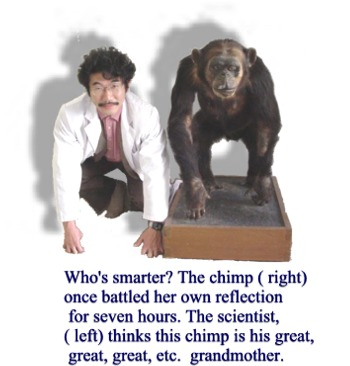 Who's smarter? The chimp ( right)
once battled her own reflection
for seven hours. The scientist,
( left) thinks this chimp is his great,
great, great, etc. grandmother.